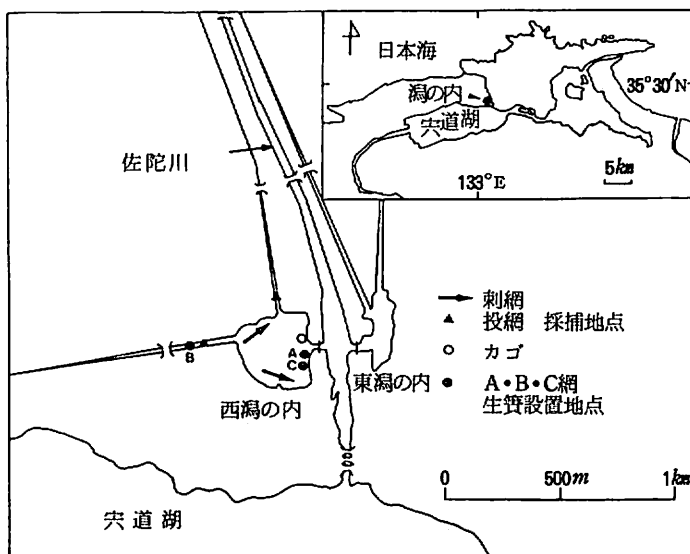 日本海
35°30′N
潟の内
宍道湖
133°E
5km
佐陀川
刺網
投網 採捕地点
カゴ
A・B・C網
生簀設置地点
A
B
C
西潟の内
東潟の内
0 500m 1km
宍道湖